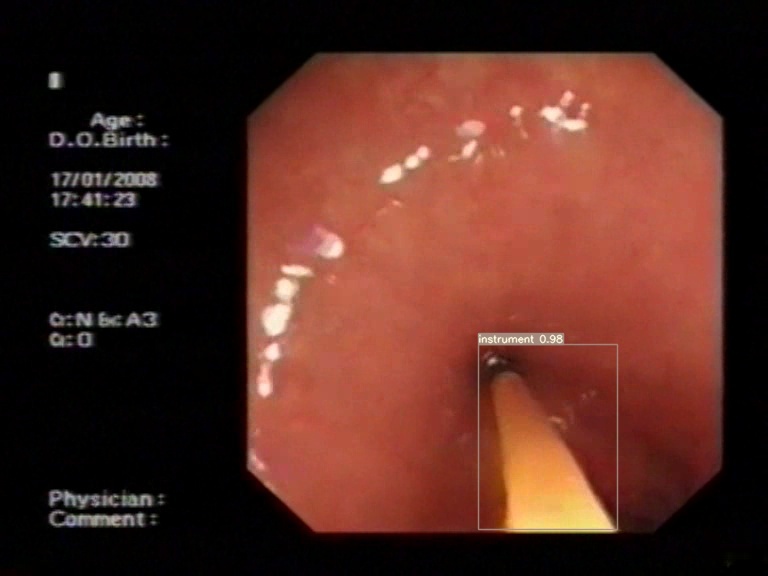 Age:
D.O.Birth:
17/01/2008
17:41:23
SCV:30
instrument 0.98
Physician:
Comment: